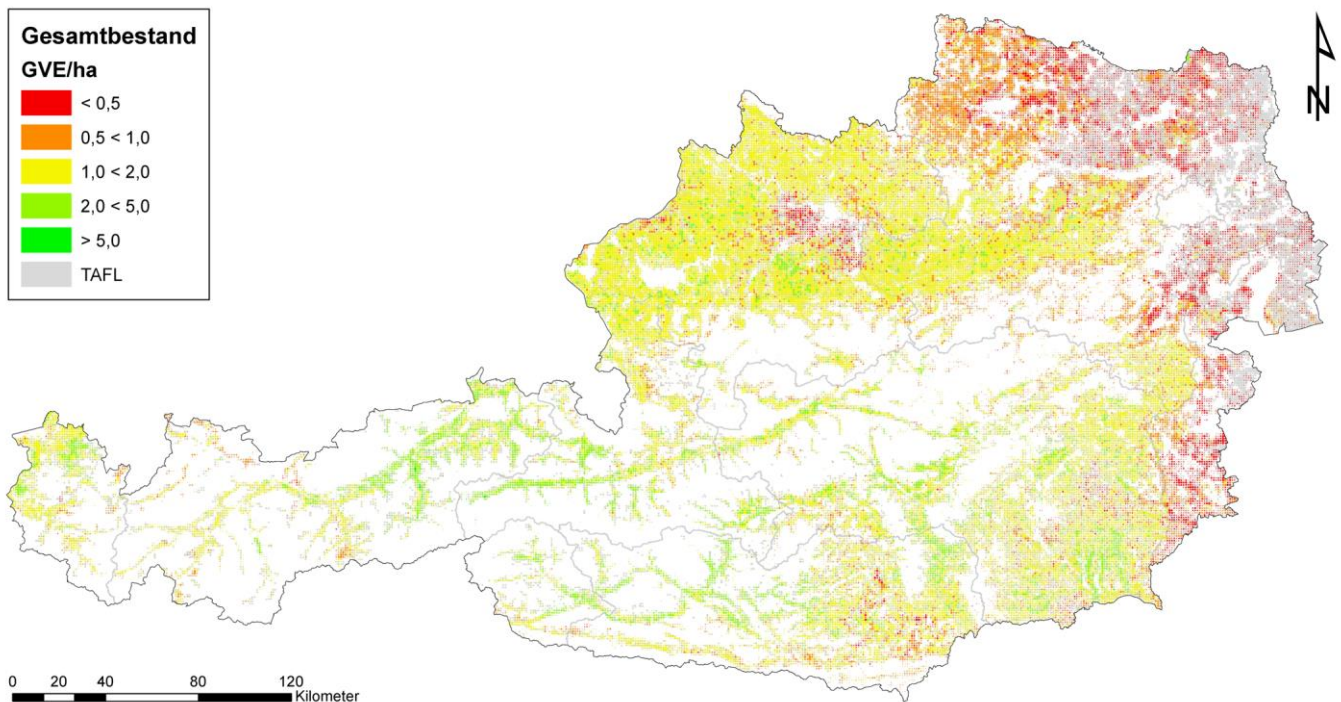 Gesamtbestand
GVE/ha
< 0,5
0,5 < 1,0
1,0 < 2,0
2,0 < 5,0
> 5,0
TAFL
N
0 20 40 80 120
Kilometer